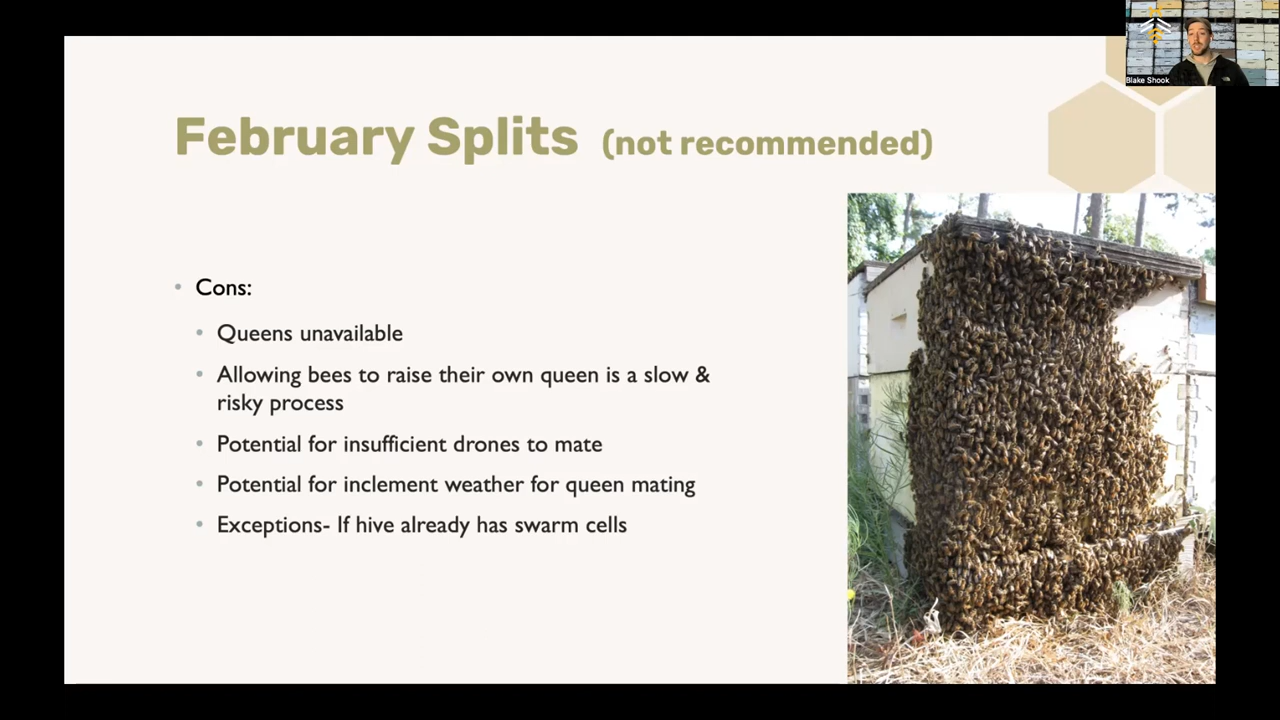 February Splits (not recommended)
Cons:
Queens unavailable
Allowing bees to raise their own queen is a slow &
risky process
Potential for insufficient drones to mate
Potential for inclement weather for queen mating
Exceptions- If hive already has swarm cells
Blake Shook